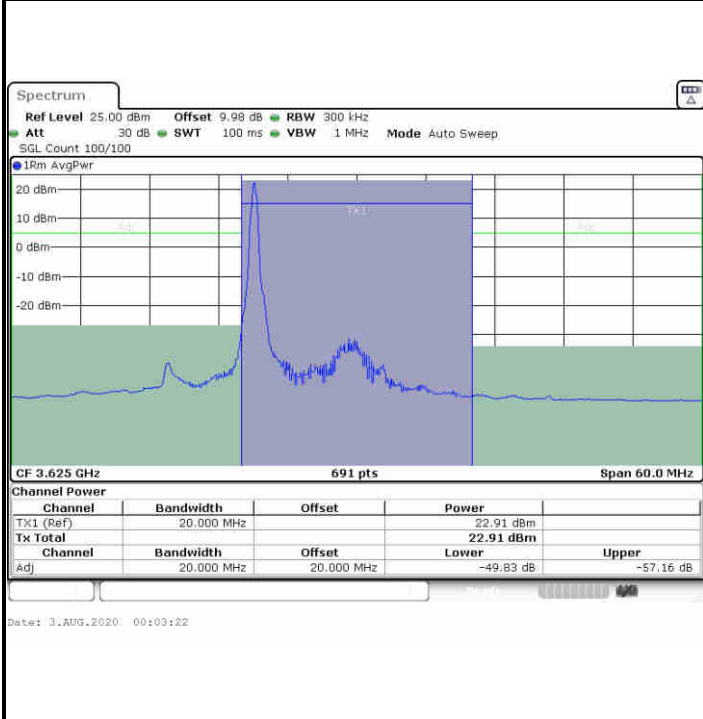 Spectrum
Ref Level 25.00 dBm Offset 9.98 dB RBW 300 kHz
Att 30 dB SWT 100 ms VBW 1 MHz Mode Auto Sweep
SGL Count 100/100
1Rm AvgPwr
20 dBm
TX1
10 dBm
Adj Adj
0 dBm
-10 dBm
-20 dBm
CF 3.625 GHz 691 pts Span 60.0 MHz
Channel Power
Channel Bandwidth Offset Power
TX1 (Ref) 20.000 MHz 22.91 dBm
Tx Total 22.91 dBm
Channel Bandwidth Offset Lower Upper
Adj 20.000 MHz 20.000 MHz -49.83 dB -57.16 dB
Date: 3.AUG.2020 00:03:22